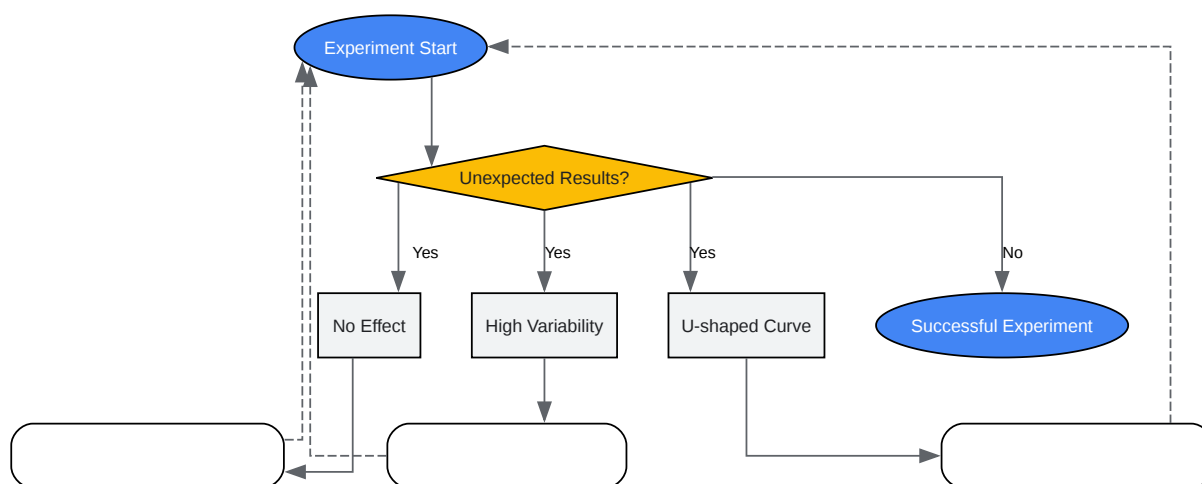 Experiment Start
Unexpected Results?
Yes
Yes
Yes
No
No Effect
High Variability
U-shaped Curve
Successful Experiment